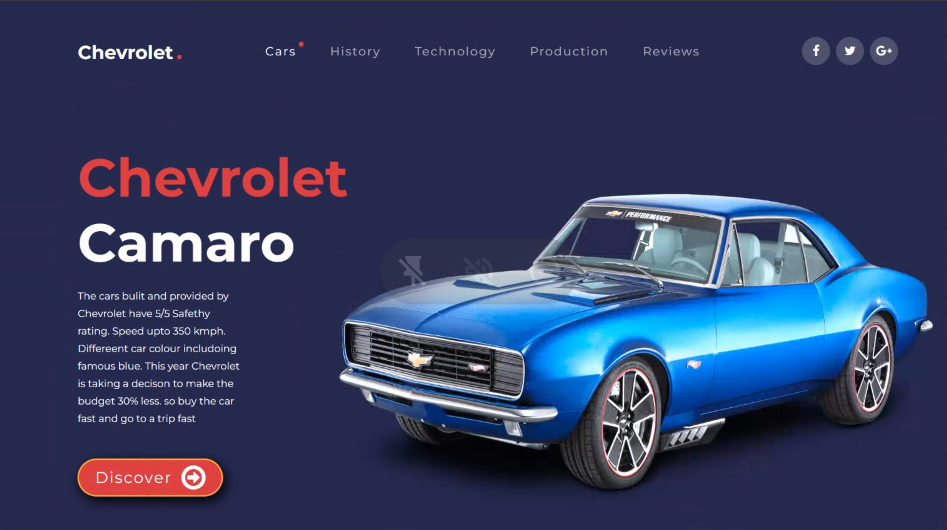 Chevrolet.
Cars History Technology Production Reviews
f G+
Chevrolet
Camaro
The cars bulit and provided by
Chevrolet have 5/5 Safethy
rating. Speed upto 350 kmph.
Differeent car colour includoing
famous blue. This year Chevrolet
is taking a decison to make the
budget 30% less. so buy the car
fast and go to a trip fast
Discover
PERFORMANCE